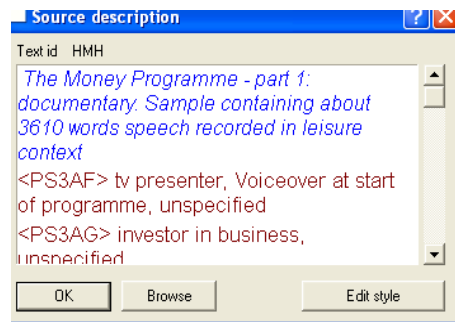 Source description
Text id HMH
The Money Programme - part 1:
documentary. Sample containing about
3610 words speech recorded in leisure
context
<PS3AF> tv presenter, Voiceover at start
of programme, unspecified
<PS3AG> investor in business,
unspecified
OK Browse Edit style